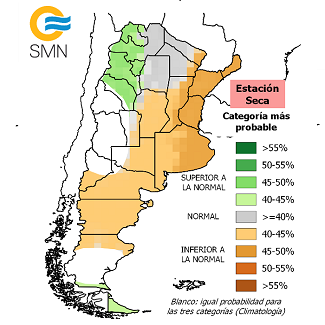 SMN
Estación
Seca
Categoría más
probable
>55%
50-55%
SUPERIOR A
LA NORMAL
45-50%
40-45%
NORMAL
>=40%
40-45%
INFERIOR A
LA NORMAL
45-50%
50-55%
>55%
Blanco: igual probabilidad para
las tres categorías (Climatología)